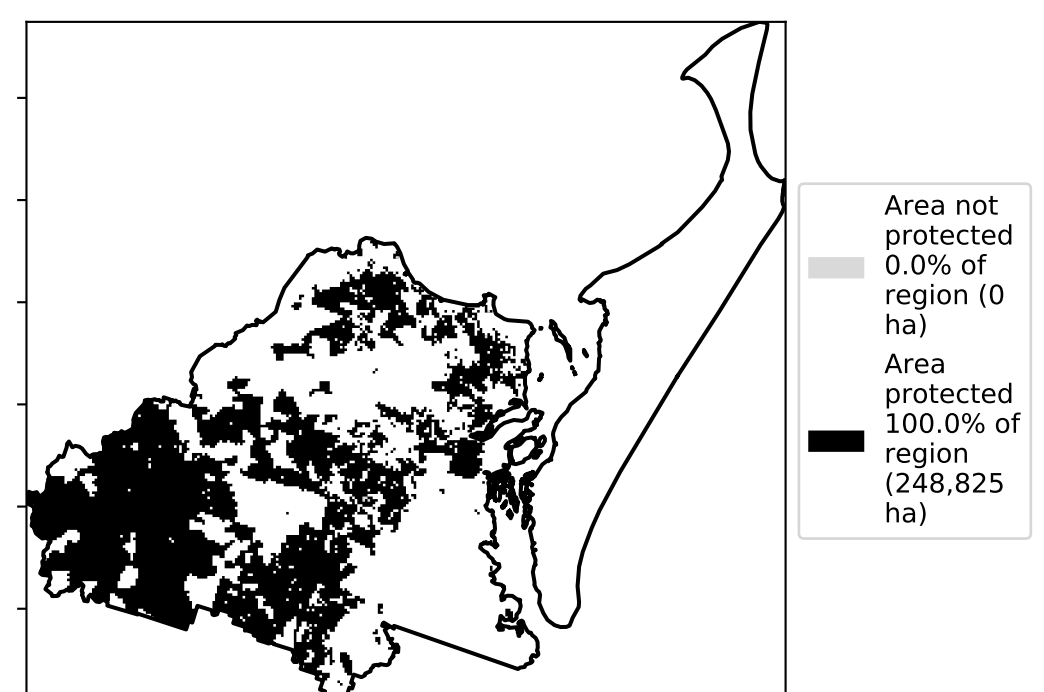 Area not
protected
0.0% of
region (0
ha)
Area
protected
100.0% of
region
(248,825
ha)